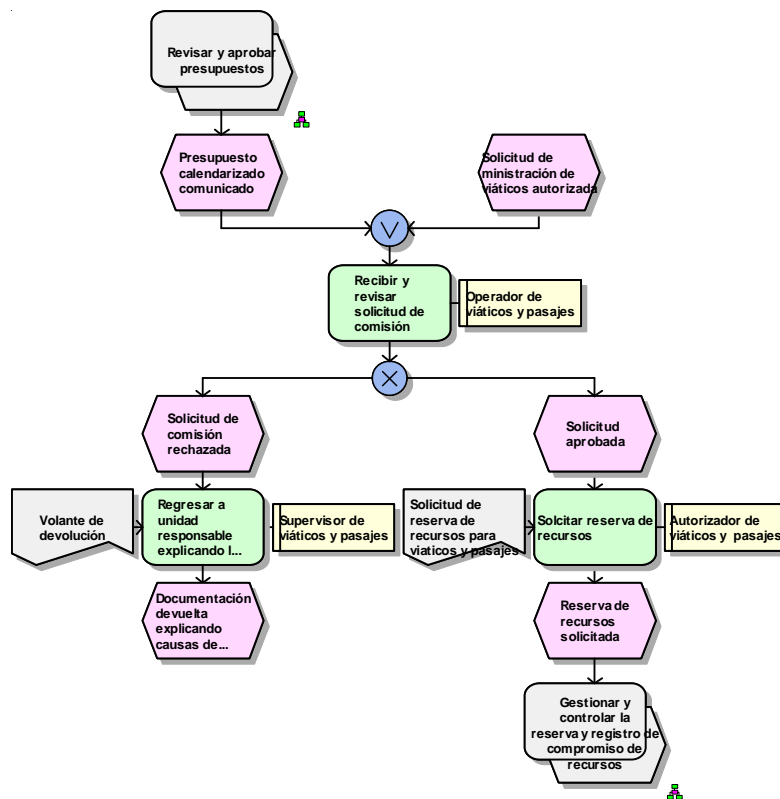 Revisar y aprobar
presupuestos
Presupuesto
calendarizado
comunicado
Solicitud de
ministración de
viáticos autorizada
Recibir y
revisar
solicitud de
comisión
Operador de
viáticos y pasajes
Solicitud de
comisión
rechazada
Solicitud
aprobada
Volante de
devolución
Regresar a
unidad
responsable
explicando l...
Supervisor de
viáticos y pasajes
Solicitud de
reserva de
recursos para
viaticos y pasajes
Solcitar reserva de
recursos
Autorizador de
viáticos y pasajes
Documentación
devuelta
explicando
causas de...
Reserva de
recursos
solicitada
Gestionar y
controlar la
reserva y registro de
compromiso de
recursos